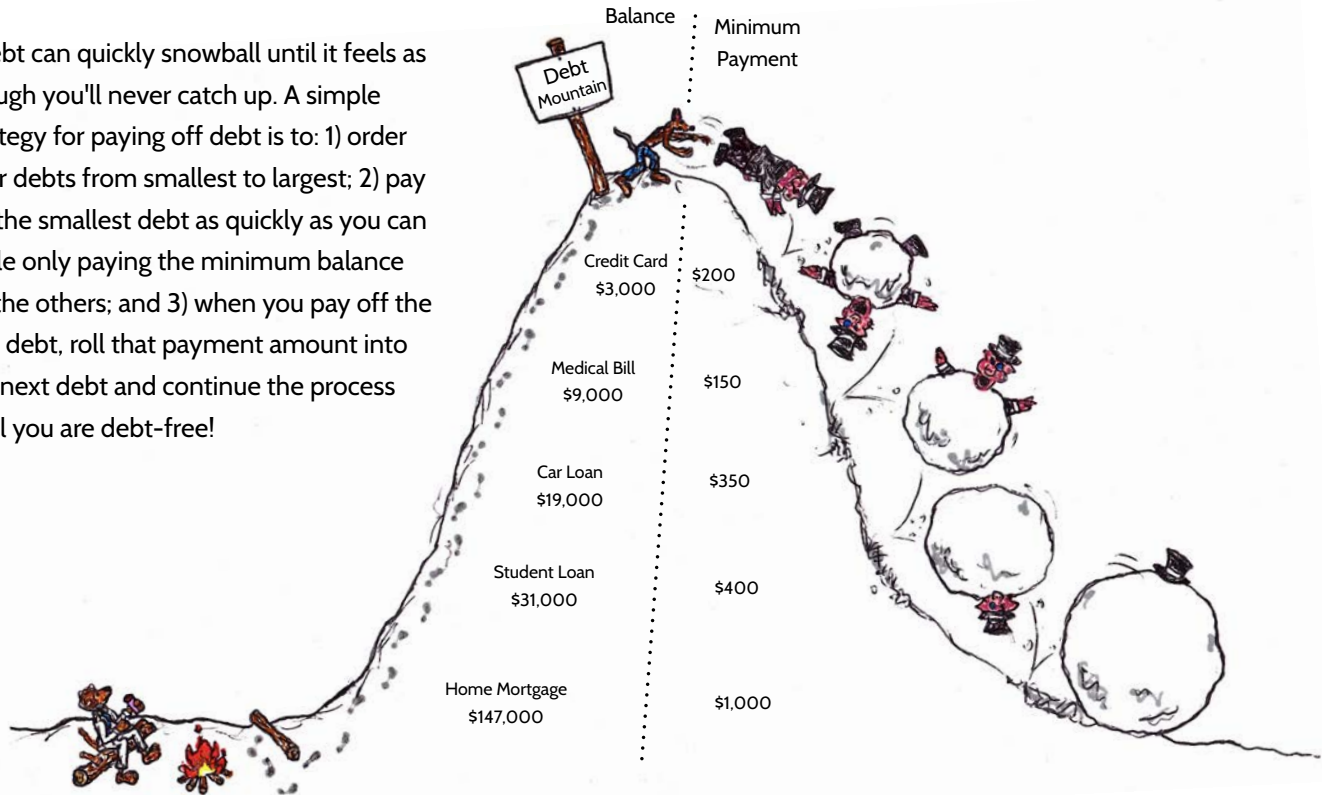 ebt can quickly snowball until it feels as
ugh you'll never catch up. A simple
tegy for paying off debt is to: 1) order
r debts from smallest to largest; 2) pay
the smallest debt as quickly as you can
le only paying the minimum balance
the others; and 3) when you pay off the
debt, roll that payment amount into
next debt and continue the process
l you are debt-free!
Debt
Mountain
Balance
Minimum
Payment
Credit Card
$3,000
$200
Medical Bill
$9,000
$150
Car Loan
$19,000
$350
Student Loan
$31,000
$400
Home Mortgage
$147,000
$1,000